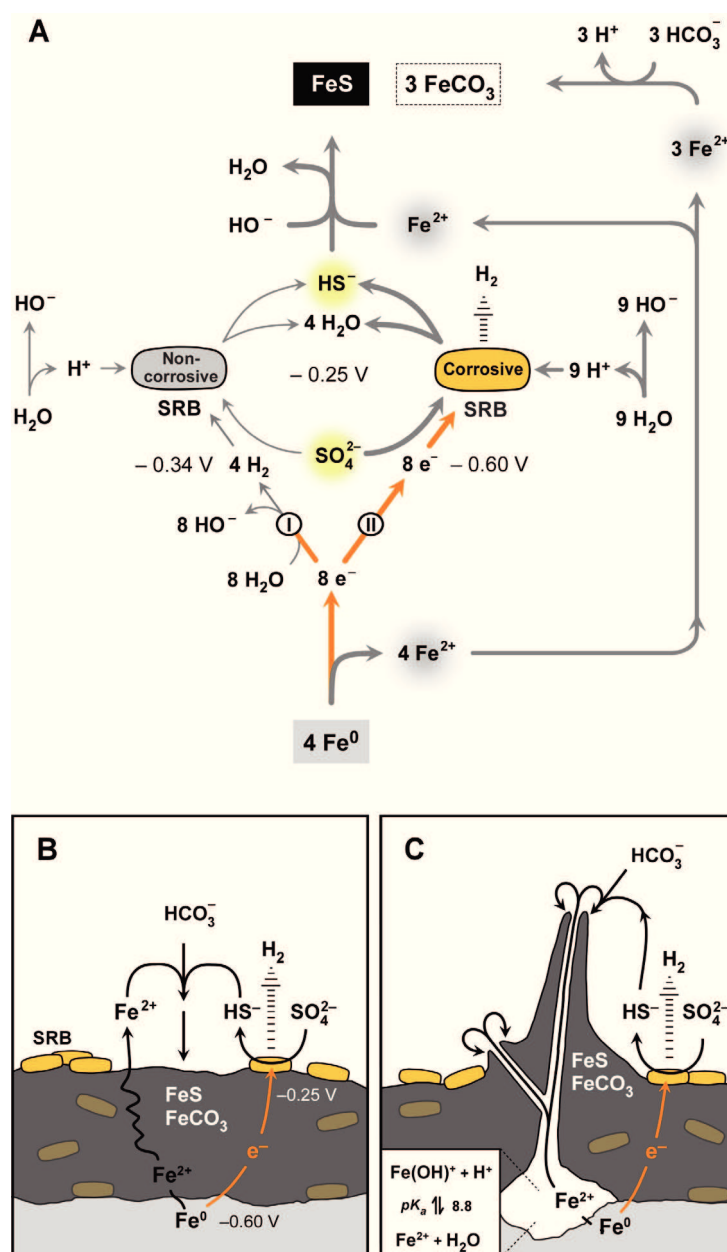 A
3 H⁺ 3 HCO₃⁻
FeS 3 FeCO₃
3 Fe²⁺
H₂O
HO⁻ Fe²⁺
HS⁻ H₂
HO⁻ 4 H₂O 9 HO⁻
H⁺ Non-
corrosive – 0.25 V Corrosive 9 H⁺
H₂O SRB SRB 9 H₂O
– 0.34 V 4 H₂ SO₄²⁻ 8 e⁻ – 0.60 V
8 HO⁻ I II
8 H₂O 8 e⁻
4 Fe²⁺
4 Fe⁰
B
HCO₃⁻
H₂
Fe²⁺ HS⁻ SO₄²⁻
SRB
FeS –0.25 V
FeCO₃
e⁻
Fe²⁺
Fe⁰ –0.60 V
C
HCO₃⁻
H₂
HS⁻ SO₄²⁻
FeS
FeCO₃
e⁻
Fe(OH)⁺ + H⁺
pKₐ ⇅ 8.8
Fe²⁺ + H₂O
Fe²⁺
Fe⁰